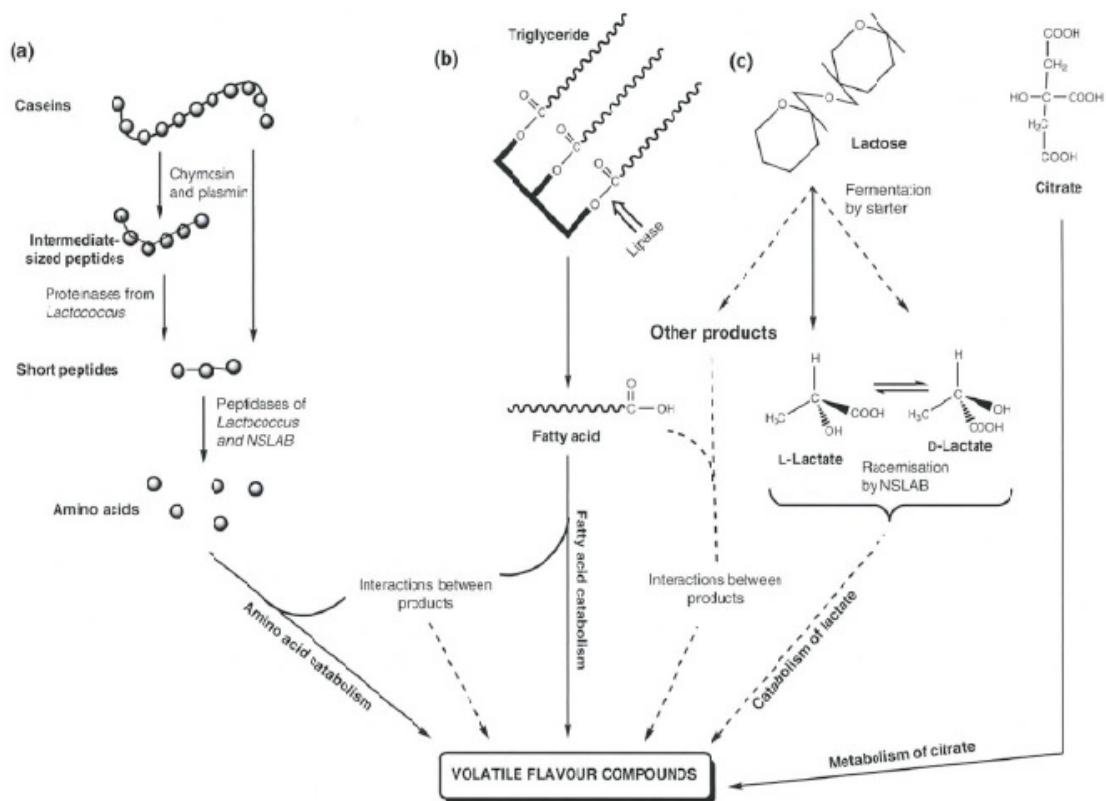 (a)
Caseins
Chymosin
and plasmin
Intermediate-
sized peptides
Proteinases from
Lactococcus
Short peptides
Peptidases of
Lactococcus
and NSLAB
Amino acids
Amino acid catabolism
Interactions between
products
(b)
Triglyceride
O
C
O
O
C
O
O
C
O
Lipase
O
C
OH
Fatty acid
Fatty acid catabolism
Interactions between
products
(c)
O
O
O
Lactose
Fermentation
by starter
Other products
H
H3C
COOH
OH
L-Lactate
H
H3C
OH
COOH
D-Lactate
Racemisation
by NSLAB
Catabolism of lactate
COOH
CH2
HO C COOH
H2C
COOH
Citrate
Metabolism of citrate
VOLATILE FLAVOUR COMPOUNDS